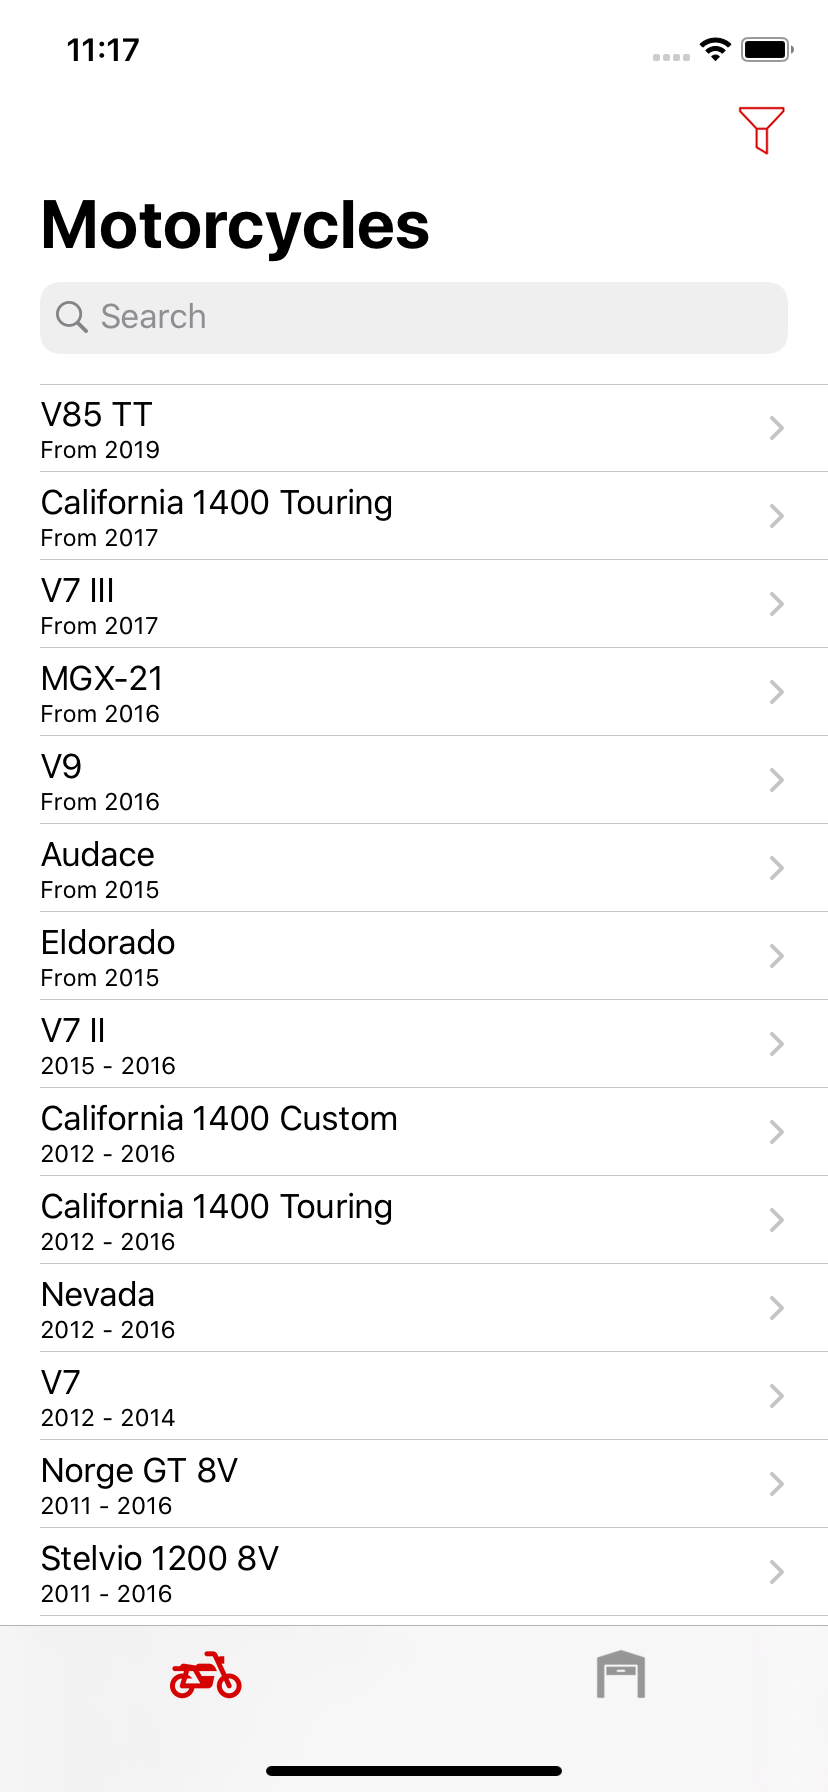 11:17
Motorcycles
Search
V85 TT
From 2019
California 1400 Touring
From 2017
V7 III
From 2017
MGX-21
From 2016
V9
From 2016
Audace
From 2015
Eldorado
From 2015
V7 II
2015 - 2016
California 1400 Custom
2012 - 2016
California 1400 Touring
2012 - 2016
Nevada
2012 - 2016
V7
2012 - 2014
Norge GT 8V
2011 - 2016
Stelvio 1200 8V
2011 - 2016